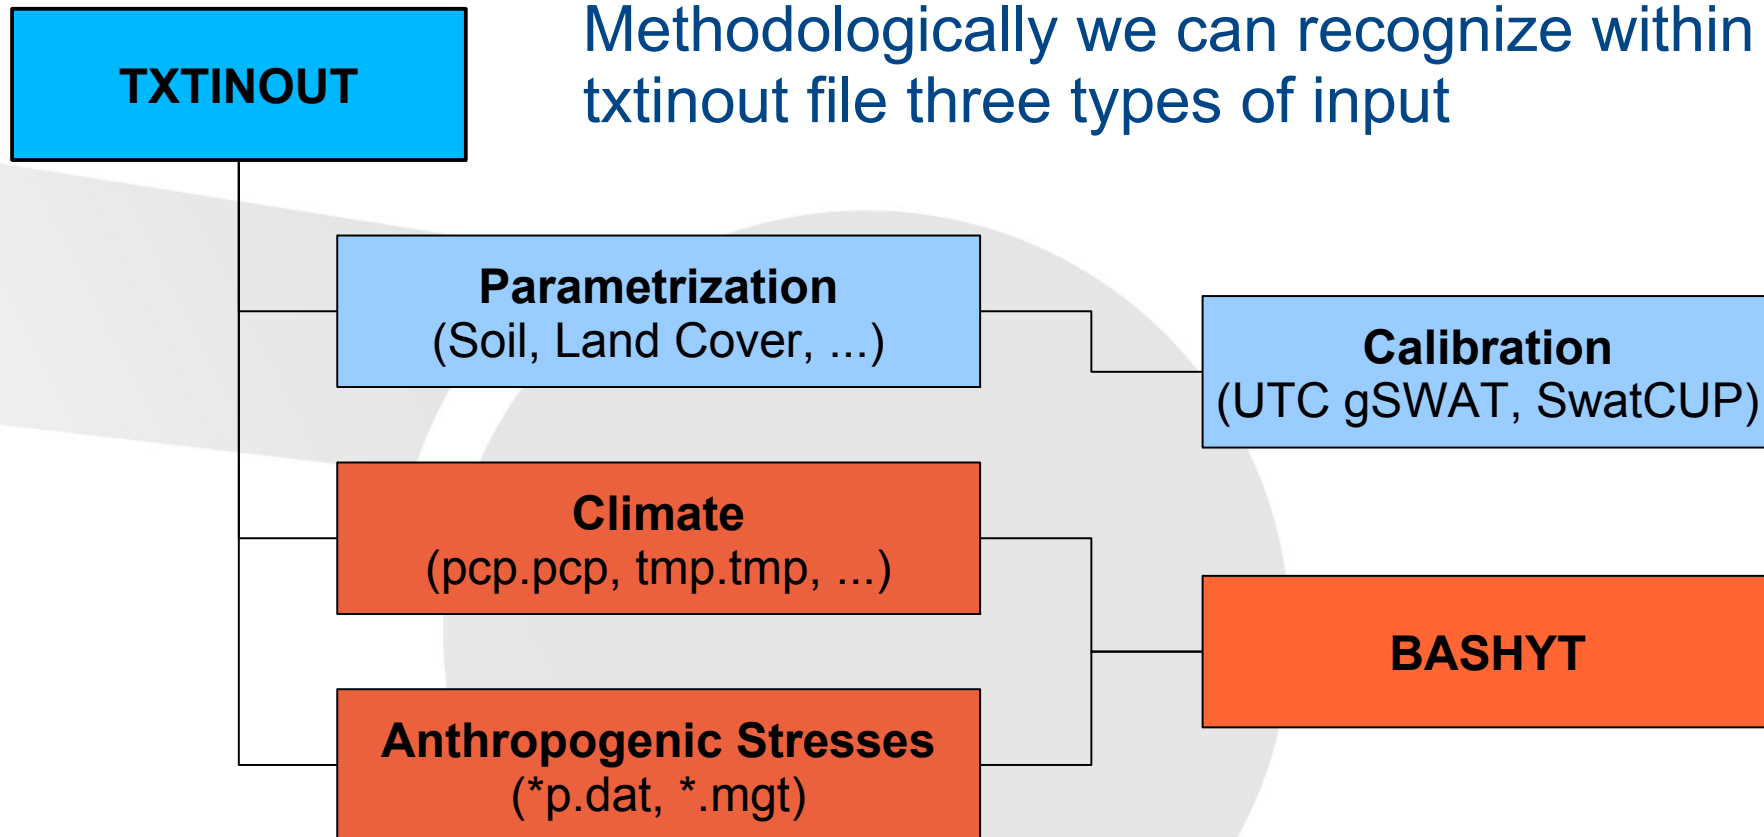 TXTINOUT
Methodologically we can recognize within
txtinout file three types of input
Parametrization
(Soil, Land Cover, ...)
Calibration
(UTC gSWAT, SwatCUP)
Climate
(pcp.pcp, tmp.tmp, ...)
BASHYT
Anthropogenic Stresses
(*p.dat, *.mgt)